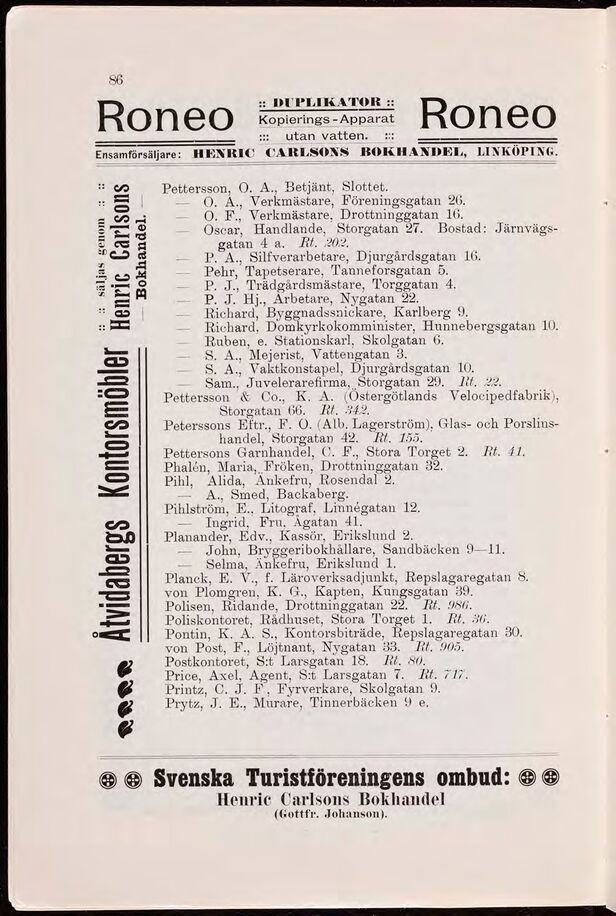 86
Roneo
:: DUPLIKATOR ::
Kopierings-Apparat
::: utan vatten. :::
Roneo
Ensamförsäljare: HENRIC CARLSONS BOKHANDEL, LINKÖPING.
Åtvidabergs Kontorsmöbler
:: :: säljas genom :: ::
Henric Carlsons
— Bokhandel. —
Pettersson, O. A., Betjänt, Slottet.
— O. A., Verkmästare, Föreningsgatan 26.
— O. F., Verkmästare, Drottninggatan 16.
— Oscar, Handlande, Storgatan 27. Bostad: Järnvägs-
gatan 4 a. Rt. 202.
— P. A., Silfverarbetare, Djurgårdsgatan 16.
— Pehr, Tapetserare, Tanneforsgatan 5.
— P. J., Trädgårdsmästare, Torggatan 4.
— P. J. Hj., Arbetare, Nygatan 22.
— Richard, Byggnadssnickare, Karlberg 9.
— Richard, Domkyrkokomminister, Hunnebergsgatan 10.
— Ruben, e. Stationskarl, Skolgatan 6.
— S. A., Mejerist, Vattengatan 3.
— S. A., Vaktkonstapel, Djurgårdsgatan 10.
— Sam., Juvelerarefirma, Storgatan 29. Rt. 22.
Pettersson & Co., K. A. (Östergötlands Velocipedfabrik),
Storgatan 66. Rt. 342.
Peterssons Eftr., F. O. (Alb. Lagerström), Glas- och Porslins-
handel, Storgatan 42. Rt. 155.
Pettersons Garnhandel, C. F., Stora Torget 2. Rt. 41.
Phalén, Maria, Fröken, Drottninggatan 32.
Pihl, Alida, Änkefru, Rosendal 2.
— A., Smed, Backaberg.
Pihlström, E., Litograf, Linnégatan 12.
— Ingrid, Fru, Ågatan 41.
Planander, Edv., Kassör, Erikslund 2.
— John, Bryggeribokhållare, Sandbäcken 9—11.
— Selma, Änkefru, Erikslund 1.
Planck, E. V., f. Läroverksadjunkt, Repslagaregatan 8.
von Plomgren, K. G., Kapten, Kungsgatan 39.
Polisen, Ridande, Drottninggatan 22. Rt. 986.
Poliskontoret, Rådhuset, Stora Torget 1. Rt. 36.
Pontin, K. A. S., Kontorsbiträde, Repslagaregatan 30.
von Post, F., Löjtnant, Nygatan 33. Rt. 905.
Postkontoret, S:t Larsgatan 18. Rt. 80.
Price, Axel, Agent, S:t Larsgatan 7. Rt. 717.
Printz, C. J. F., Fyrverkare, Skolgatan 9.
Prytz, J. E., Murare, Tinnerbäcken 9 e.
Svenska Turistföreningens ombud:
Henric Carlsons Bokhandel
(Gottfr. Johanson).